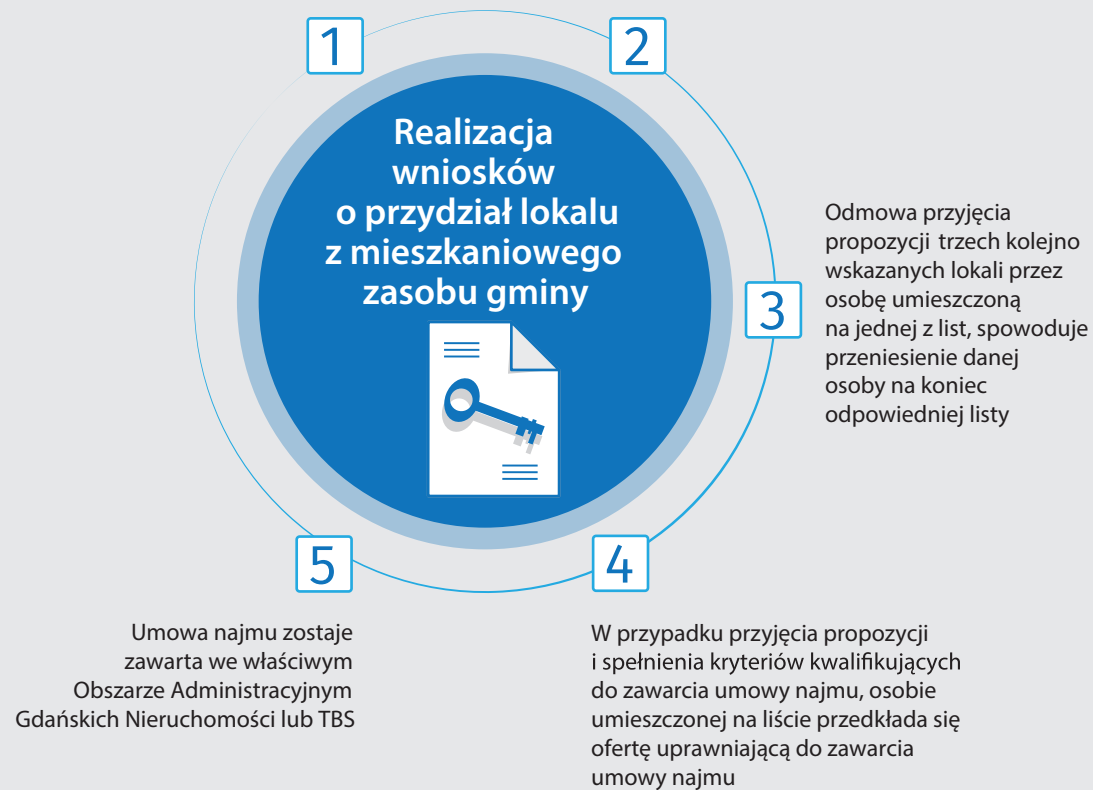 1
2
Realizacja
wniosków
o przydział lokalu
z mieszkaniowego
zasobu gminy
3
Odmowa przyjęcia
propozycji trzech kolejno
wskazanych lokali przez
osobę umieszczoną
na jednej z list, spowoduje
przeniesienie danej
osoby na koniec
odpowiedniej listy
4
W przypadku przyjęcia propozycji
i spełnienia kryteriów kwalifikujących
do zawarcia umowy najmu, osobie
umieszczonej na liście przedkłada się
ofertę uprawniającą do zawarcia
umowy najmu
5
Umowa najmu zostaje
zawarta we właściwym
Obszarze Administracyjnym
Gdańskich Nieruchomości lub TBS